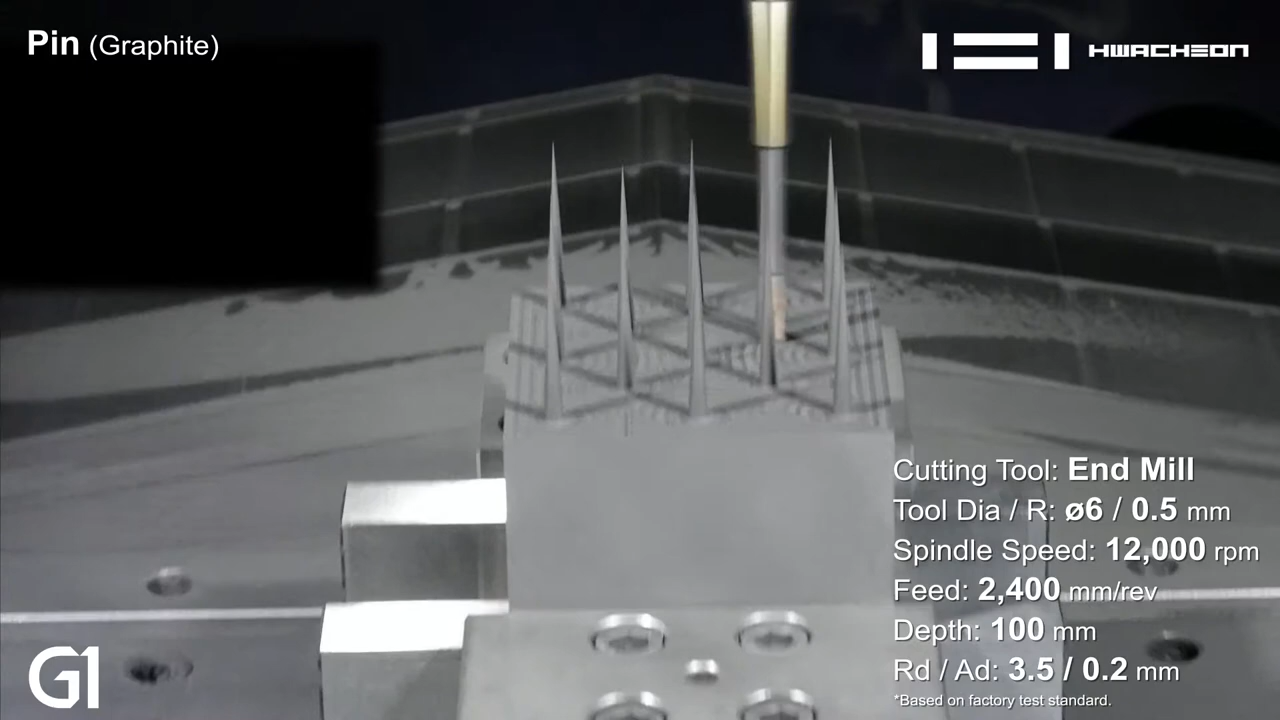 Pin (Graphite)
HWACHEON
Cutting Tool: End Mill
Tool Dia / R: ø6 / 0.5 mm
Spindle Speed: 12,000 rpm
Feed: 2,400 mm/rev
Depth: 100 mm
Rd / Ad: 3.5 / 0.2 mm
*Based on factory test standard.
G1